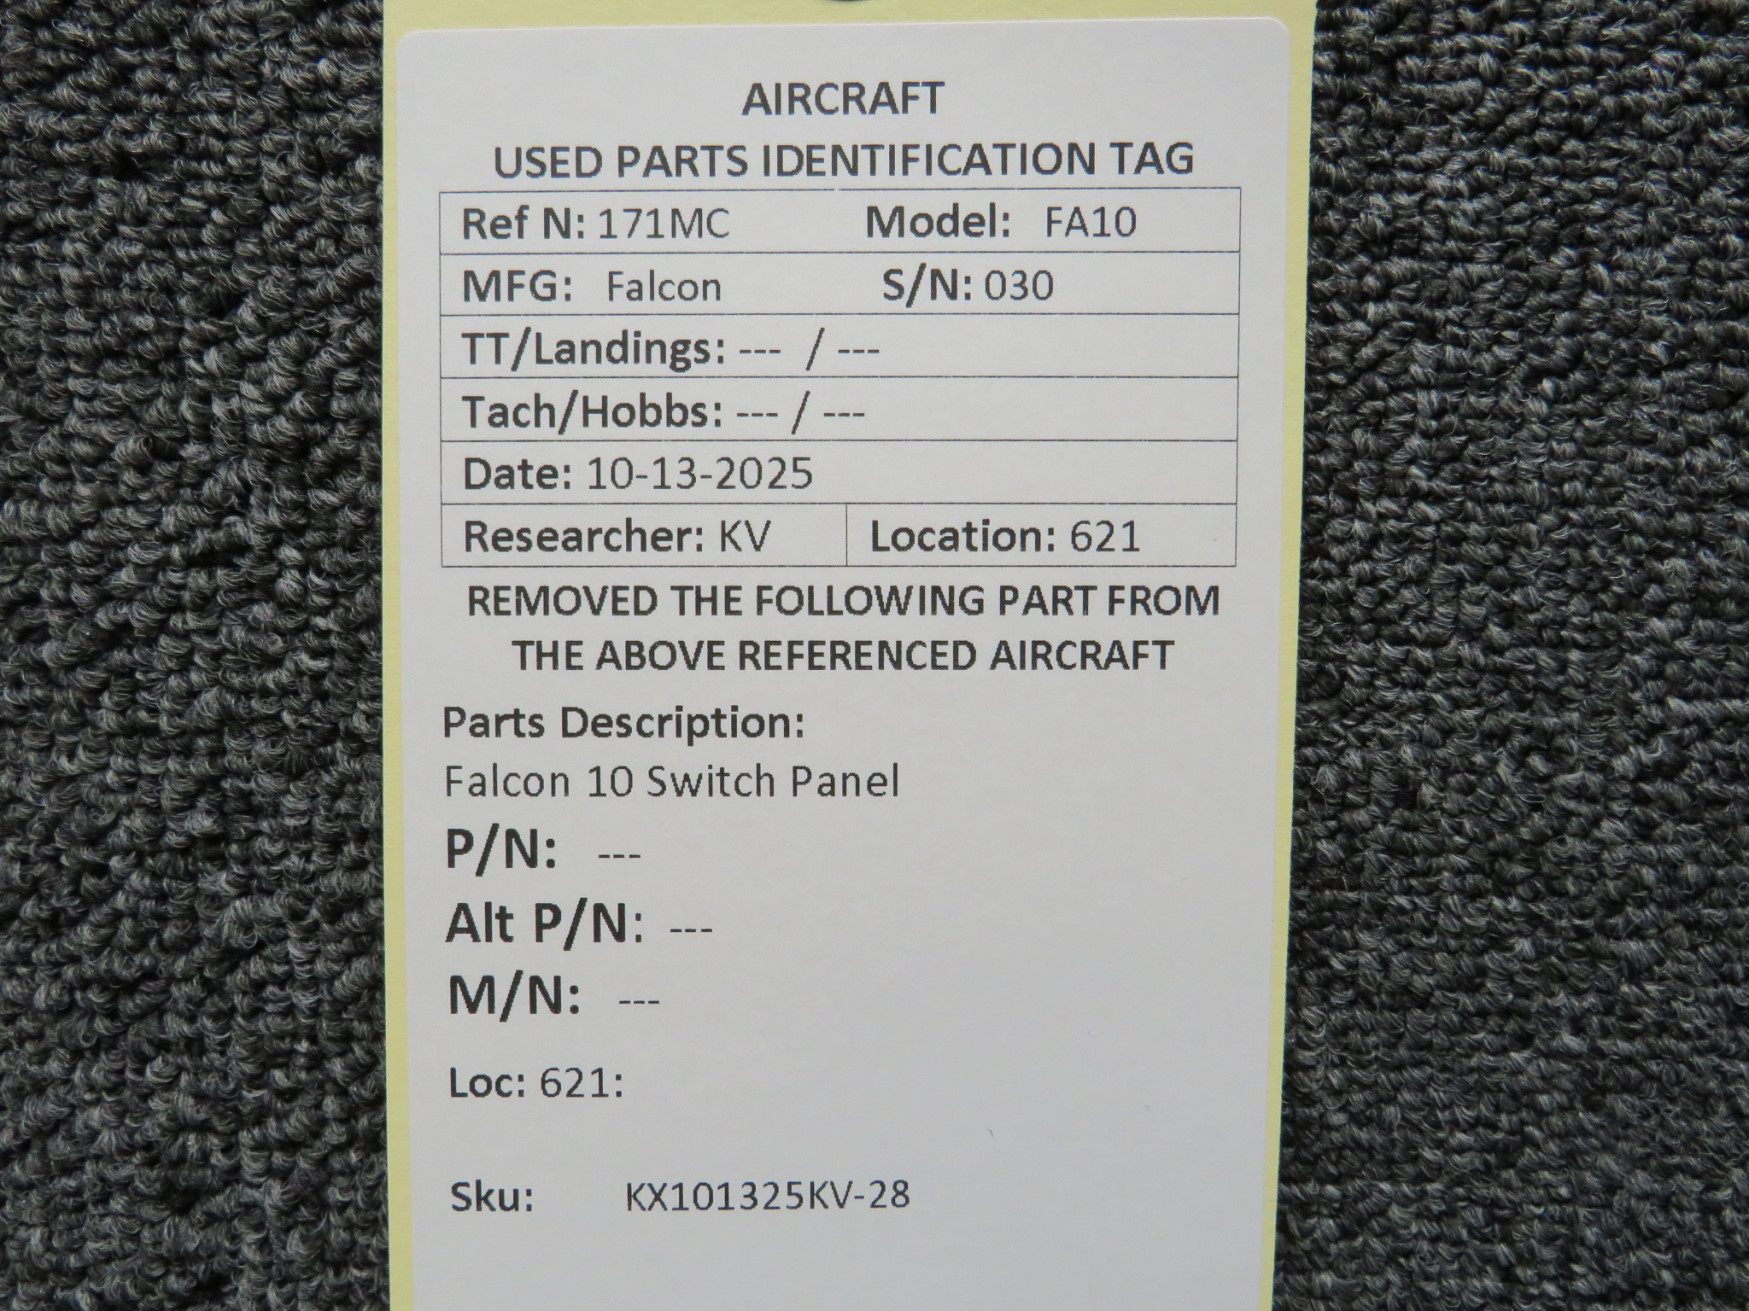 AIRCRAFT
USED PARTS IDENTIFICATION TAG
Ref N: 171MC Model: FA10
MFG: Falcon S/N: 030
TT/Landings: --- / ---
Tach/Hobbs: --- / ---
Date: 10-13-2025
Researcher: KV Location: 621
REMOVED THE FOLLOWING PART FROM
THE ABOVE REFERENCED AIRCRAFT
Parts Description:
Falcon 10 Switch Panel
P/N: ---
Alt P/N: ---
M/N: ---
Loc: 621:
Sku: KX101325KV-28